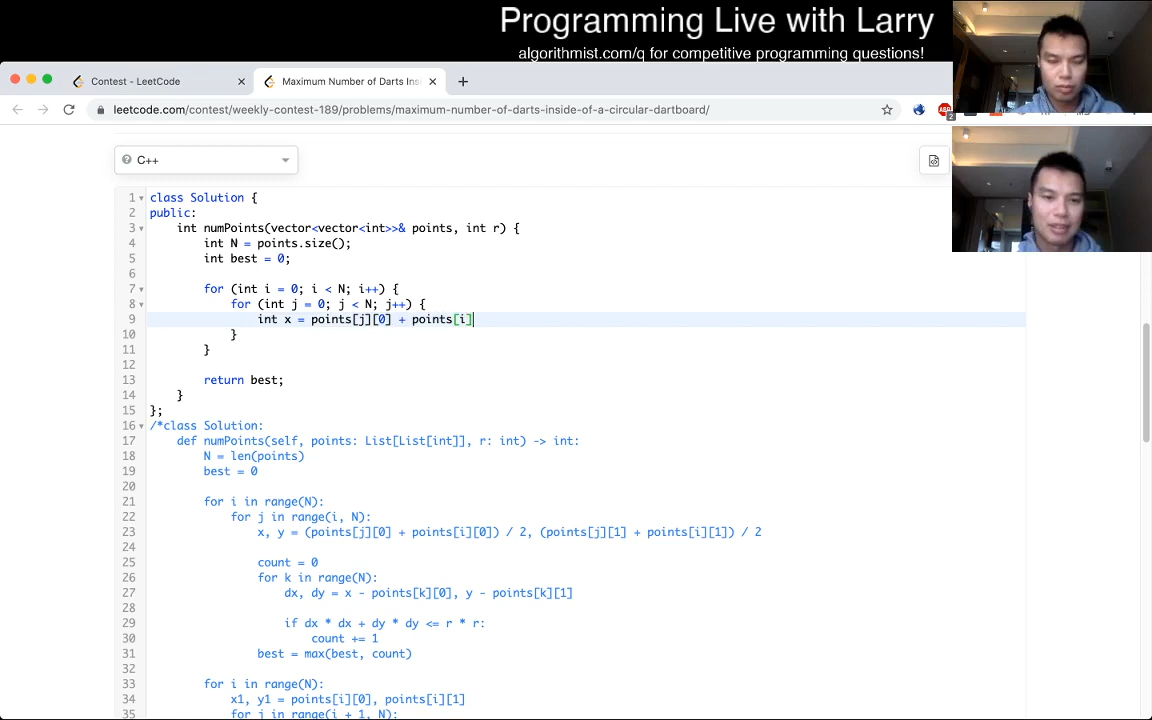 Programming Live with Larry
algorithmist.com/q for competitive programming questions!
Contest - LeetCode
Maximum Number of Darts Ins
leetcode.com/contest/weekly-contest-189/problems/maximum-number-of-darts-inside-of-a-circular-dartboard/
C++
1 class Solution {
2 public:
3 int numPoints(vector<vector<int>>& points, int r) {
4 int N = points.size();
5 int best = 0;
6
7 for (int i = 0; i < N; i++) {
8 for (int j = 0; j < N; j++) {
9 int x = points[j][0] + points[i]
10 }
11 }
12
13 return best;
14 }
15 };
16 /*class Solution:
17 def numPoints(self, points: List[List[int]], r: int) -> int:
18 N = len(points)
19 best = 0
20
21 for i in range(N):
22 for j in range(i, N):
23 x, y = (points[j][0] + points[i][0]) / 2, (points[j][1] + points[i][1]) / 2
24
25 count = 0
26 for k in range(N):
27 dx, dy = x - points[k][0], y - points[k][1]
28
29 if dx * dx + dy * dy <= r * r:
30 count += 1
31 best = max(best, count)
32
33 for i in range(N):
34 x1, y1 = points[i][0], points[i][1]
35 for j in range(i + 1, N):